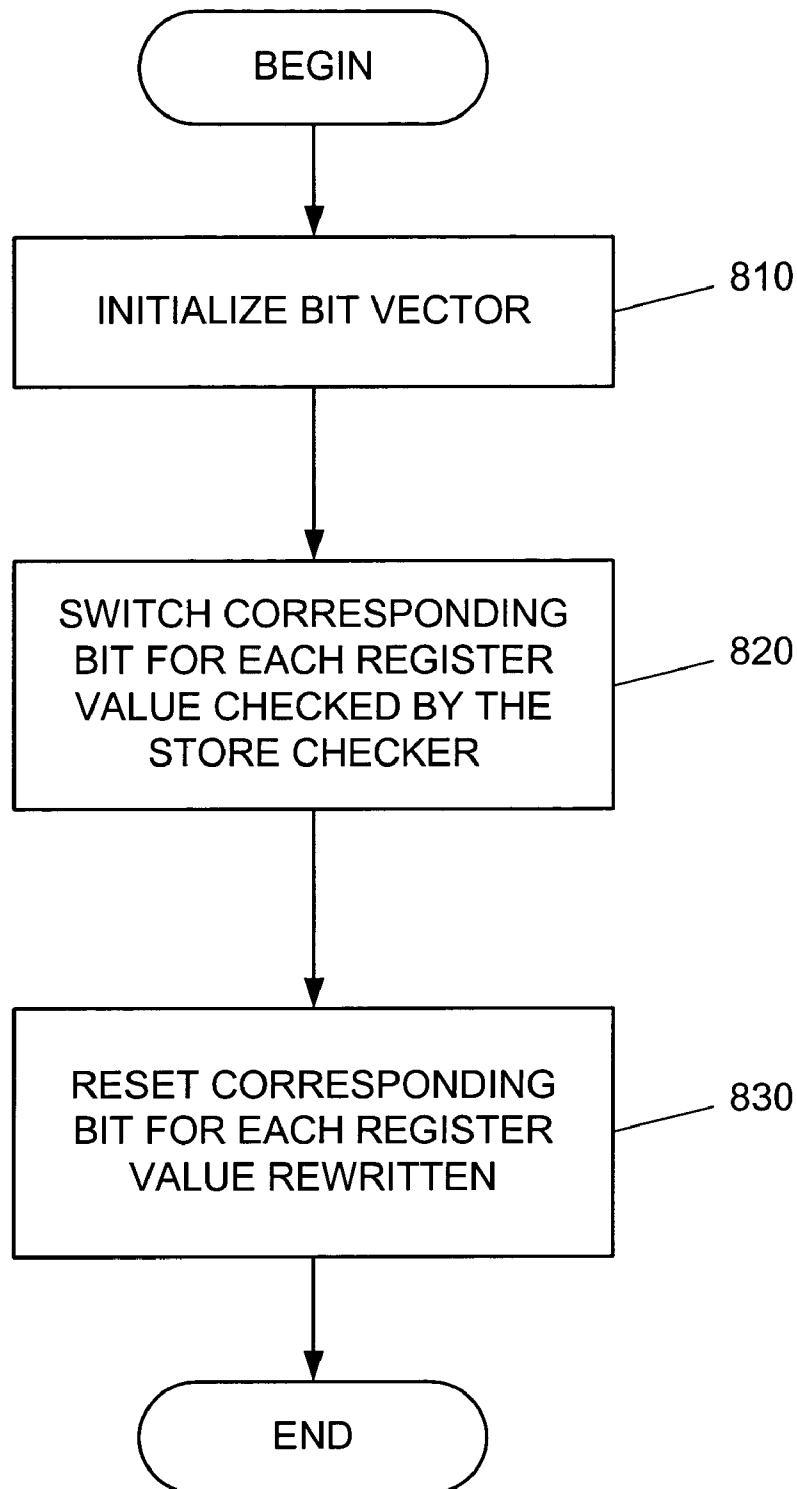 BEGIN
INITIALIZE BIT VECTOR
810
SWITCH CORRESPONDING
BIT FOR EACH REGISTER
VALUE CHECKED BY THE
STORE CHECKER
820
RESET CORRESPONDING
BIT FOR EACH REGISTER
VALUE REWRITTEN
830
END